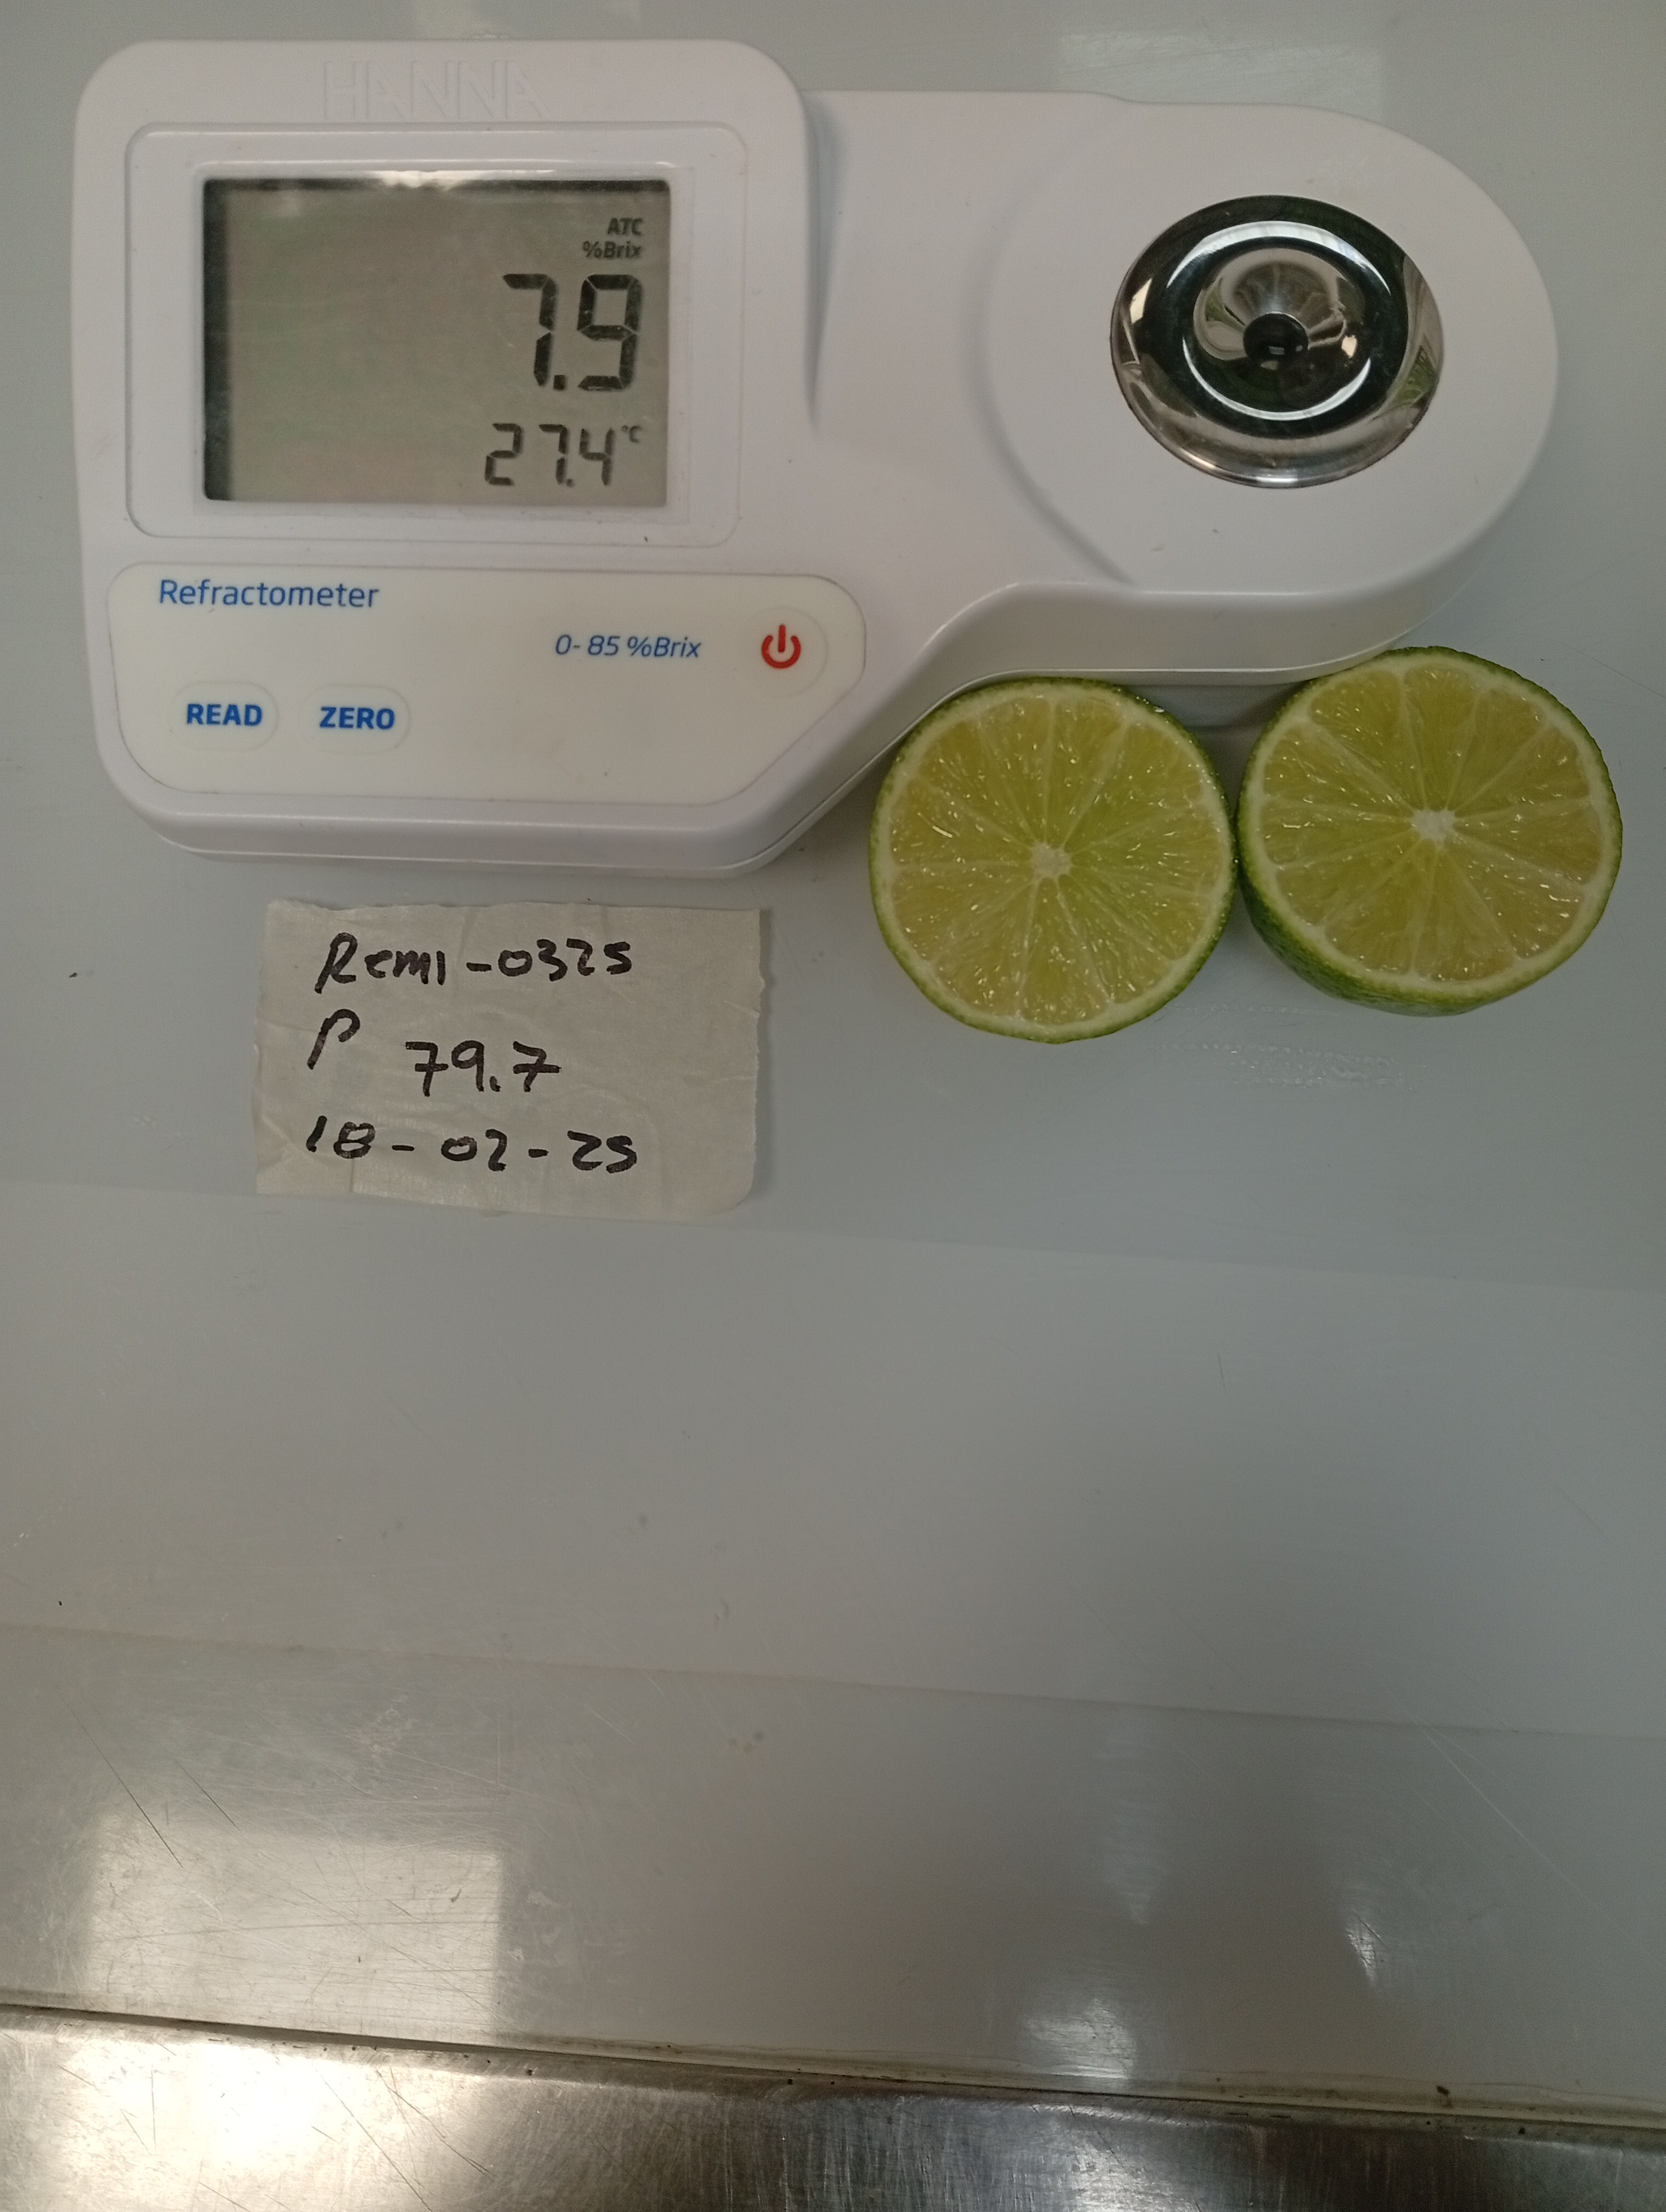 HANNA
ATC
%Brix
7.9
27.4°C
Refractometer
0-85 %Brix
READ ZERO
Remi-0325
P 79.7
18-02-25